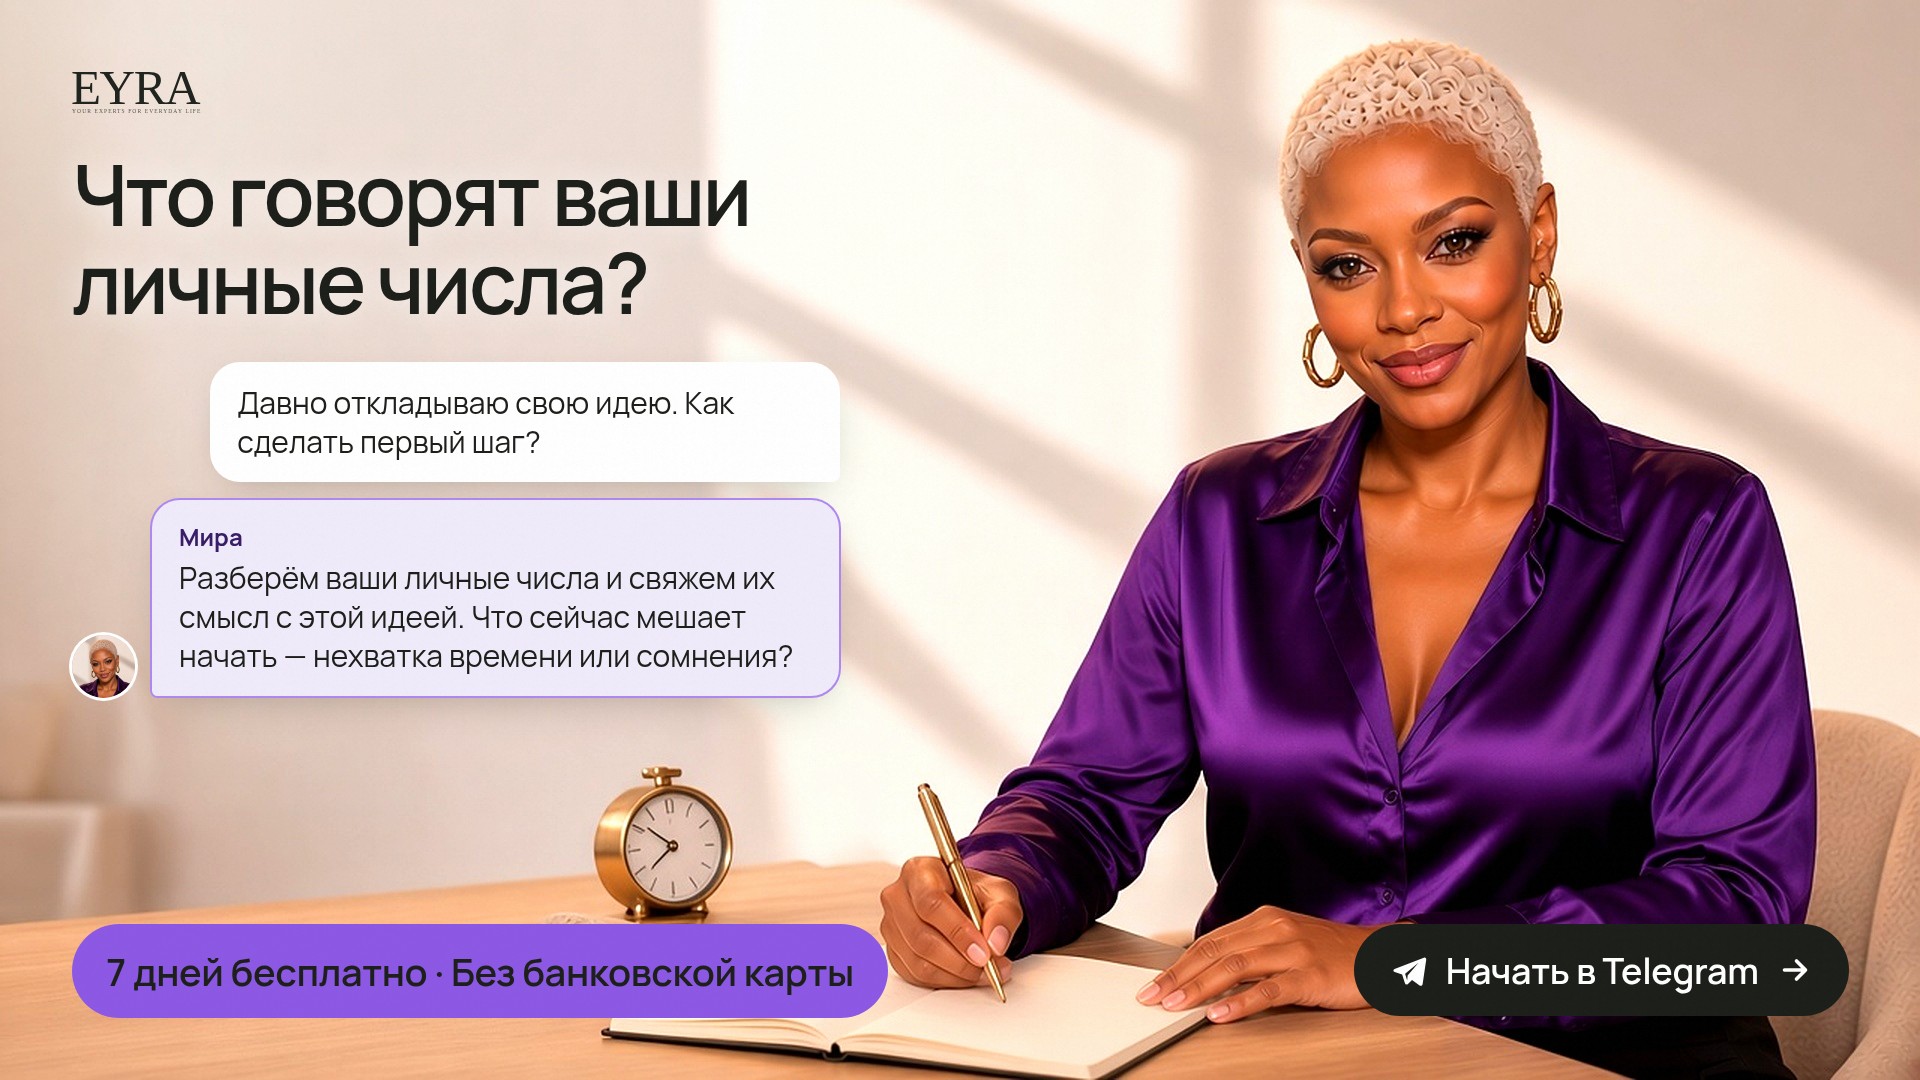 EYRA
YOUR EXPERTS FOR EVERYDAY LIFE
Что говорят ваши
личные числа?
Давно откладываю свою идею. Как
сделать первый шаг?
Мира
Разберём ваши личные числа и свяжем их
смысл с этой идеей. Что сейчас мешает
начать — нехватка времени или сомнения?
7 дней бесплатно · Без банковской карты
Начать в Telegram →